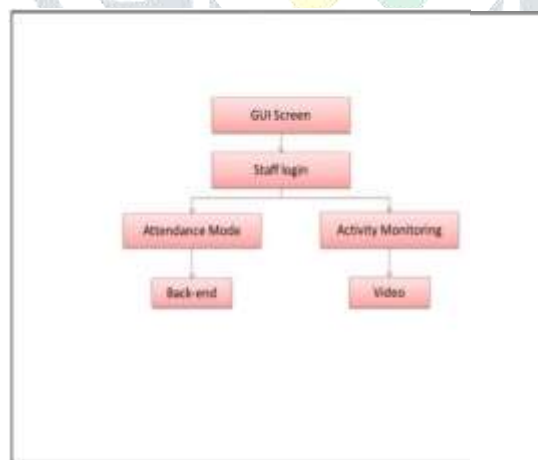 GUI Screen
Staff login
Attendance Mode
Activity Monitoring
Back-end
Video